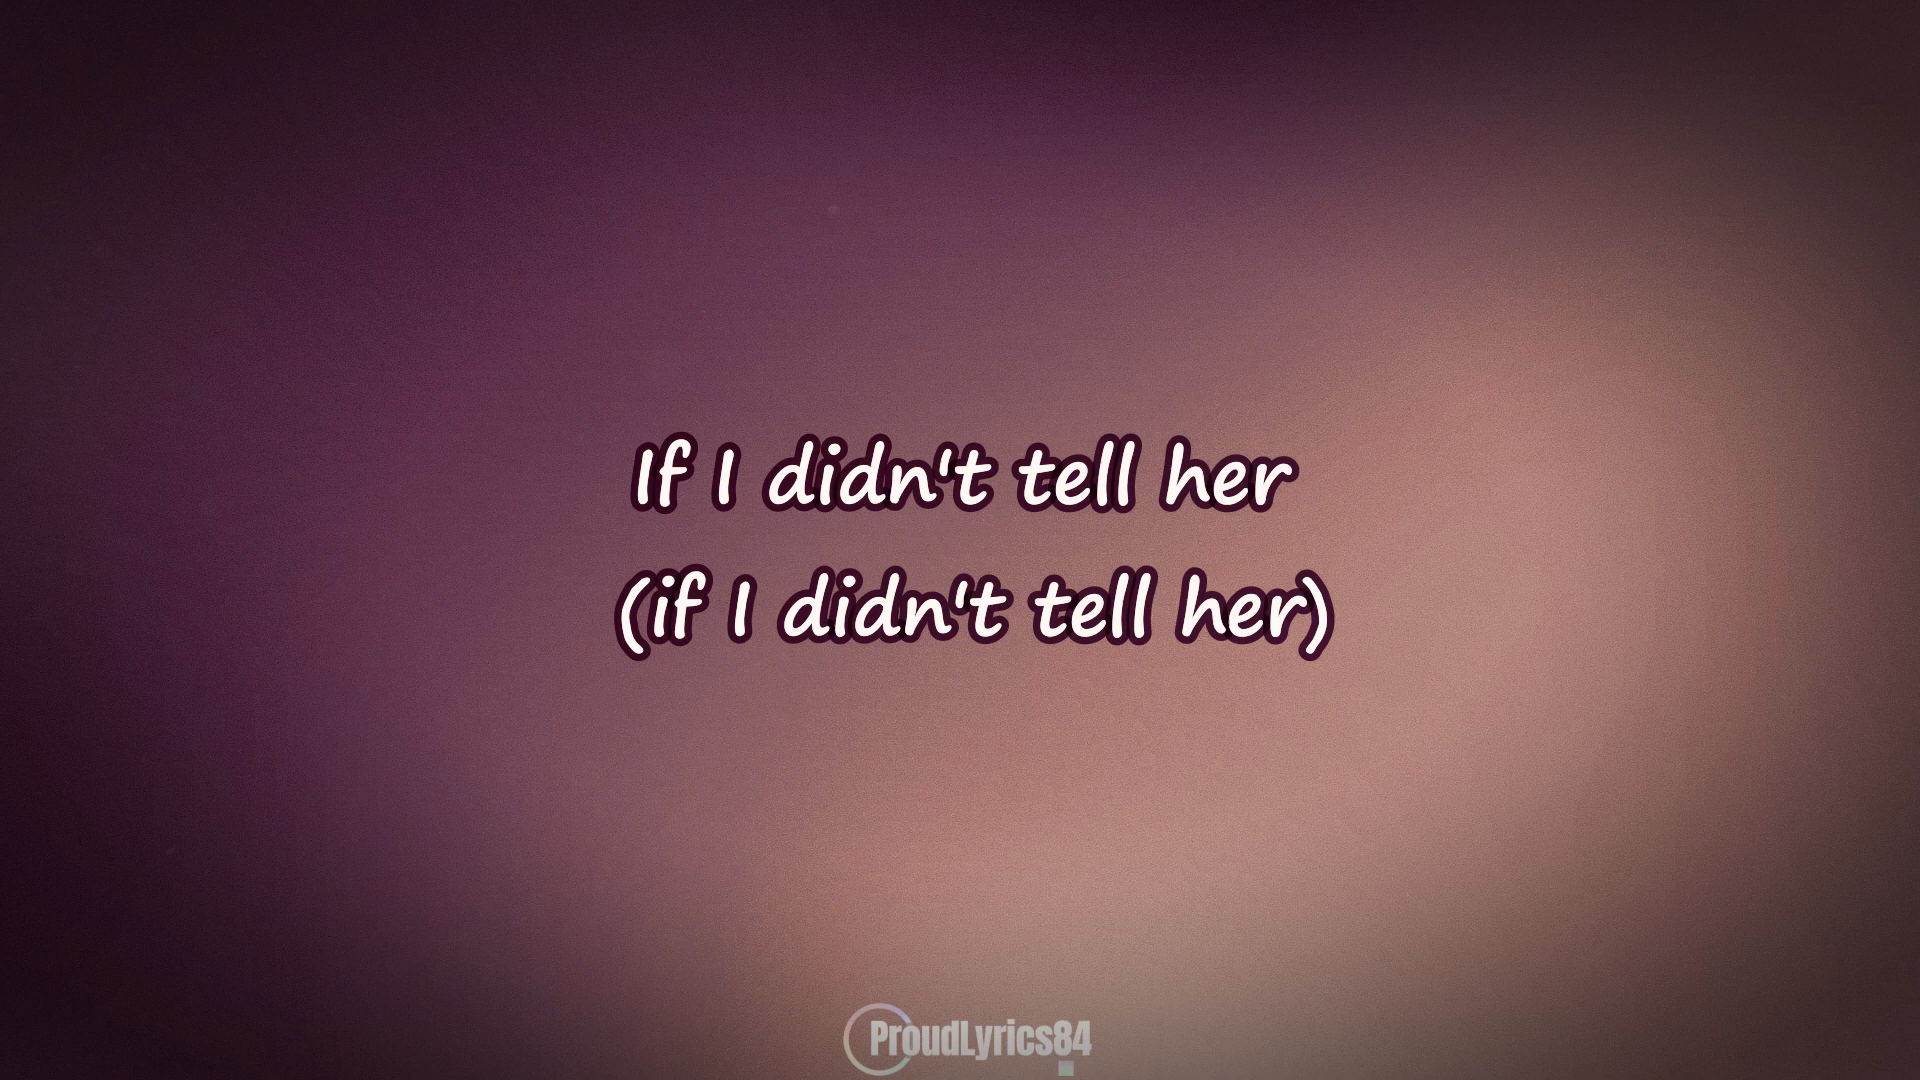 If I didn't tell her
(if I didn't tell her)
ProudLyrics84